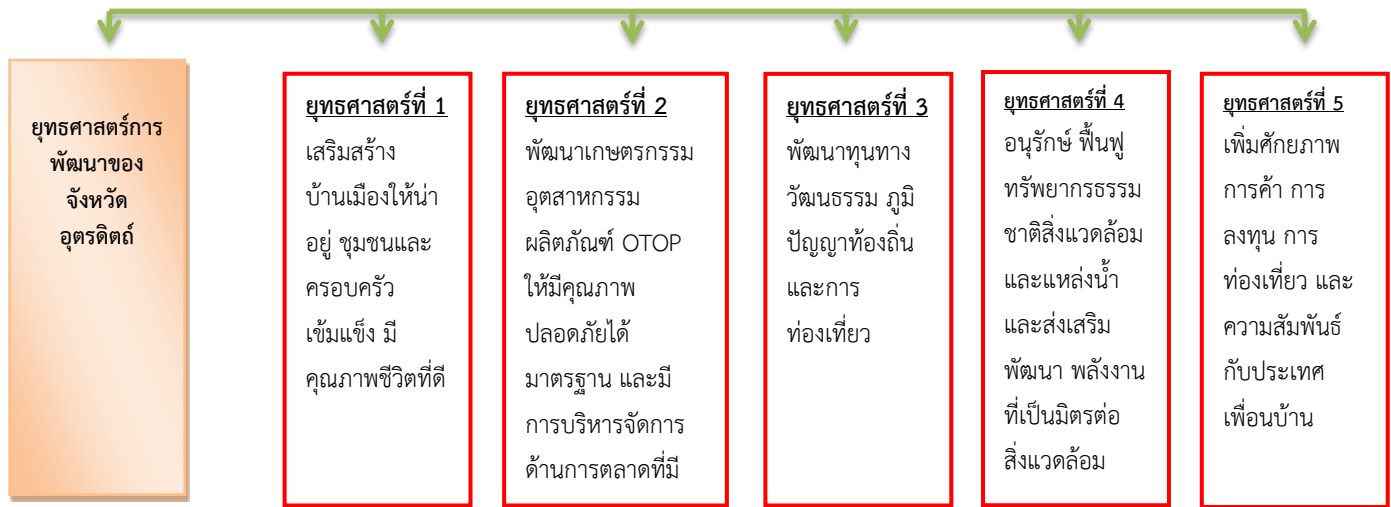 ยุทธศาสตร์การ
พัฒนาของ
จังหวัด
อุตรดิตถ์
ยุทธศาสตร์ที่ 1
เสริมสร้าง
บ้านเมืองให้น่า
อยู่ ชุมชนและ
ครอบครัว
เข้มแข็ง มี
คุณภาพชีวิตที่ดี
ยุทธศาสตร์ที่ 2
พัฒนาเกษตรกรรม
อุตสาหกรรม
ผลิตภัณฑ์ OTOP
ให้มีคุณภาพ
ปลอดภัยได้
มาตรฐาน และมี
การบริหารจัดการ
ด้านการตลาดที่มี
ยุทธศาสตร์ที่ 3
พัฒนาทุนทาง
วัฒนธรรม ภูมิ
ปัญญาท้องถิ่น
และการ
ท่องเที่ยว
ยุทธศาสตร์ที่ 4
อนุรักษ์ ฟื้นฟู
ทรัพยากรธรรม
ชาติสิ่งแวดล้อม
และแหล่งน้ำ
และส่งเสริม
พัฒนา พลังงาน
ที่เป็นมิตรต่อ
สิ่งแวดล้อม
ยุทธศาสตร์ที่ 5
เพิ่มศักยภาพ
การค้า การ
ลงทุน การ
ท่องเที่ยว และ
ความสัมพันธ์
กับประเทศ
เพื่อนบ้าน